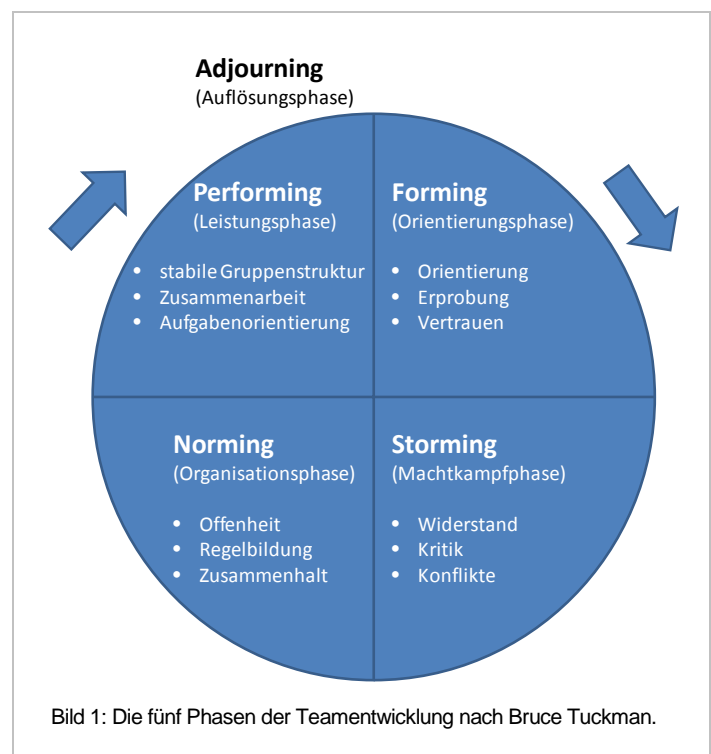 Adjourning
(Auflösungsphase)
Performing
(Leistungsphase)
• stabile Gruppenstruktur
• Zusammenarbeit
• Aufgabenorientierung
Forming
(Orientierungsphase)
• Orientierung
• Erprobung
• Vertrauen
Norming
(Organisationsphase)
• Offenheit
• Regelbildung
• Zusammenhalt
Storming
(Machtkampfphase)
• Widerstand
• Kritik
• Konflikte
Bild 1: Die fünf Phasen der Teamentwicklung nach Bruce Tuckman.